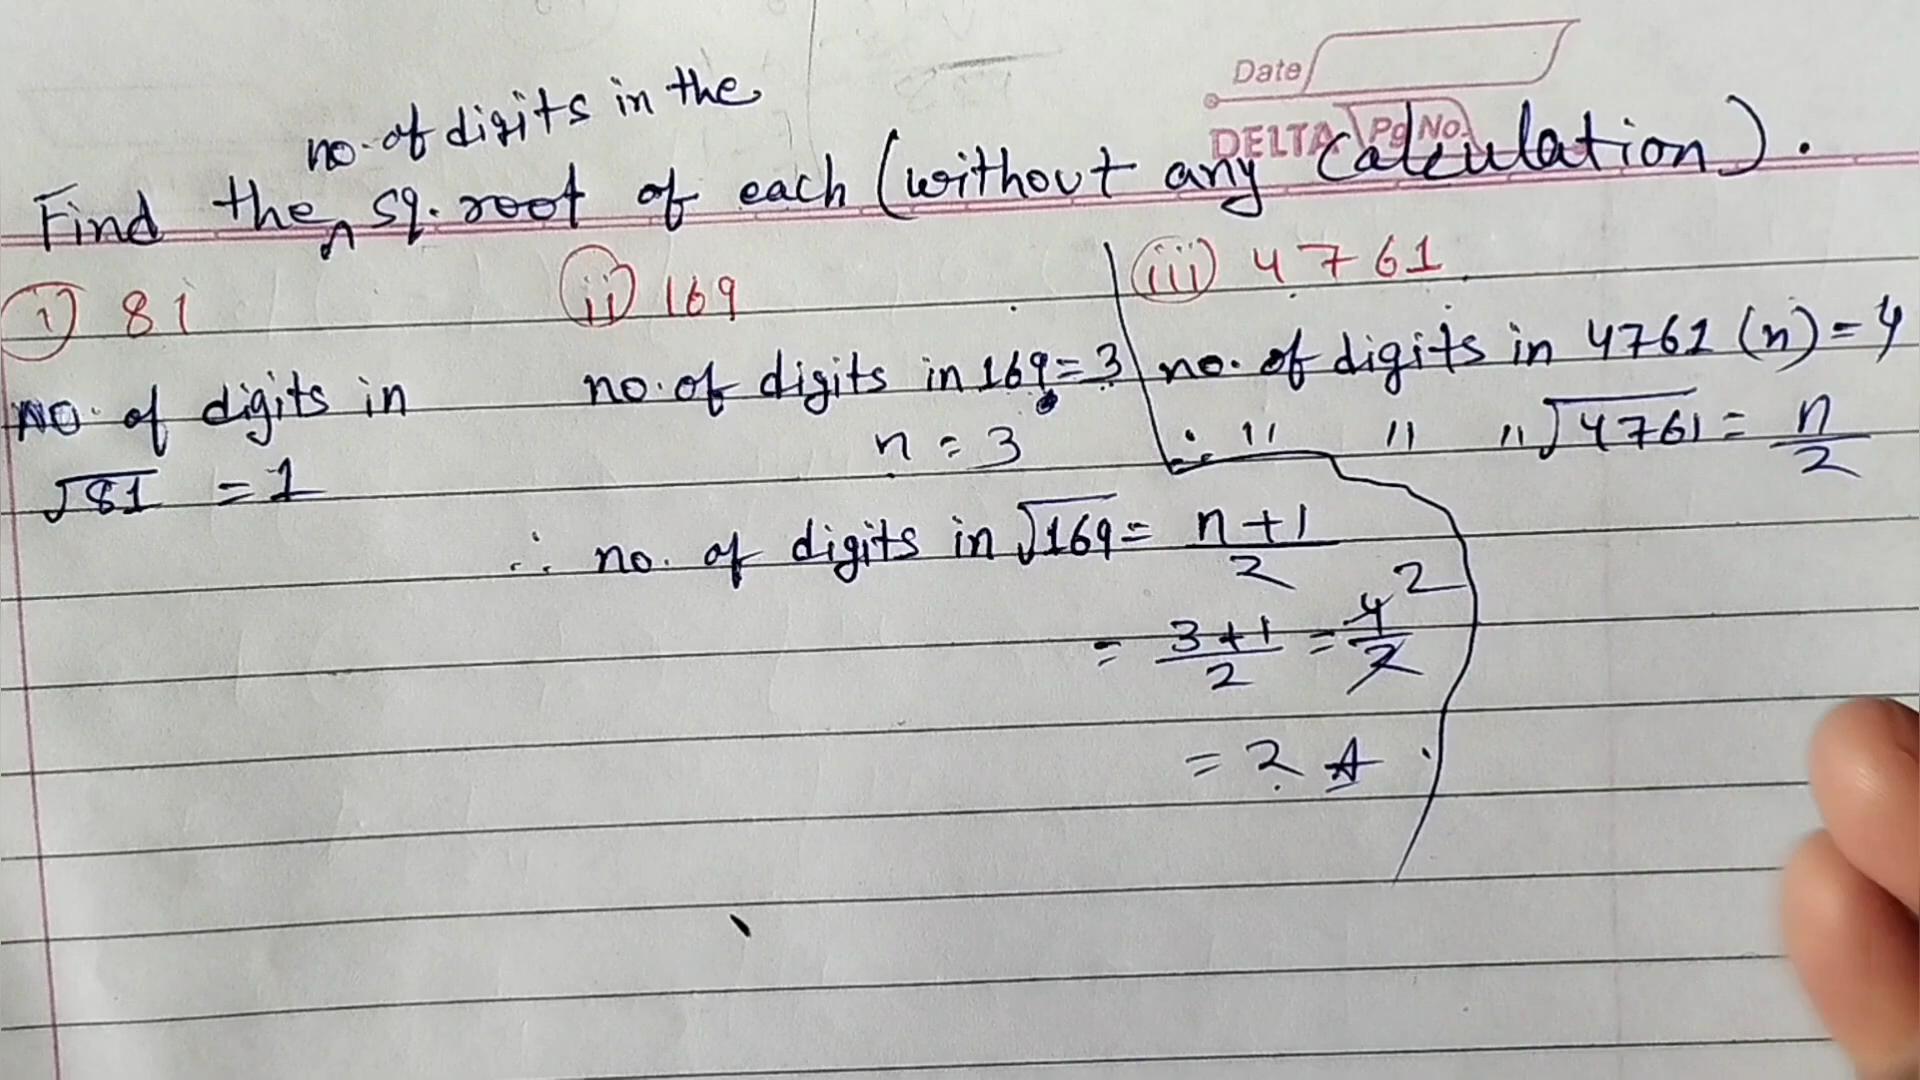 Date
DELTA Pg No.
no. of digits in the
Find the ^ sq. root of each (without any Calculation).
(i) 81
no. of digits in
√81 = 1
(ii) 169
no. of digits in 169 = 3
n = 3
∴ no. of digits in √169 = n+1/2
= 3+1/2 = 4/2 2
= 2 A
(iii) 4761
no. of digits in 4761 (n) = 4
∴ " " " √4761 = n/2